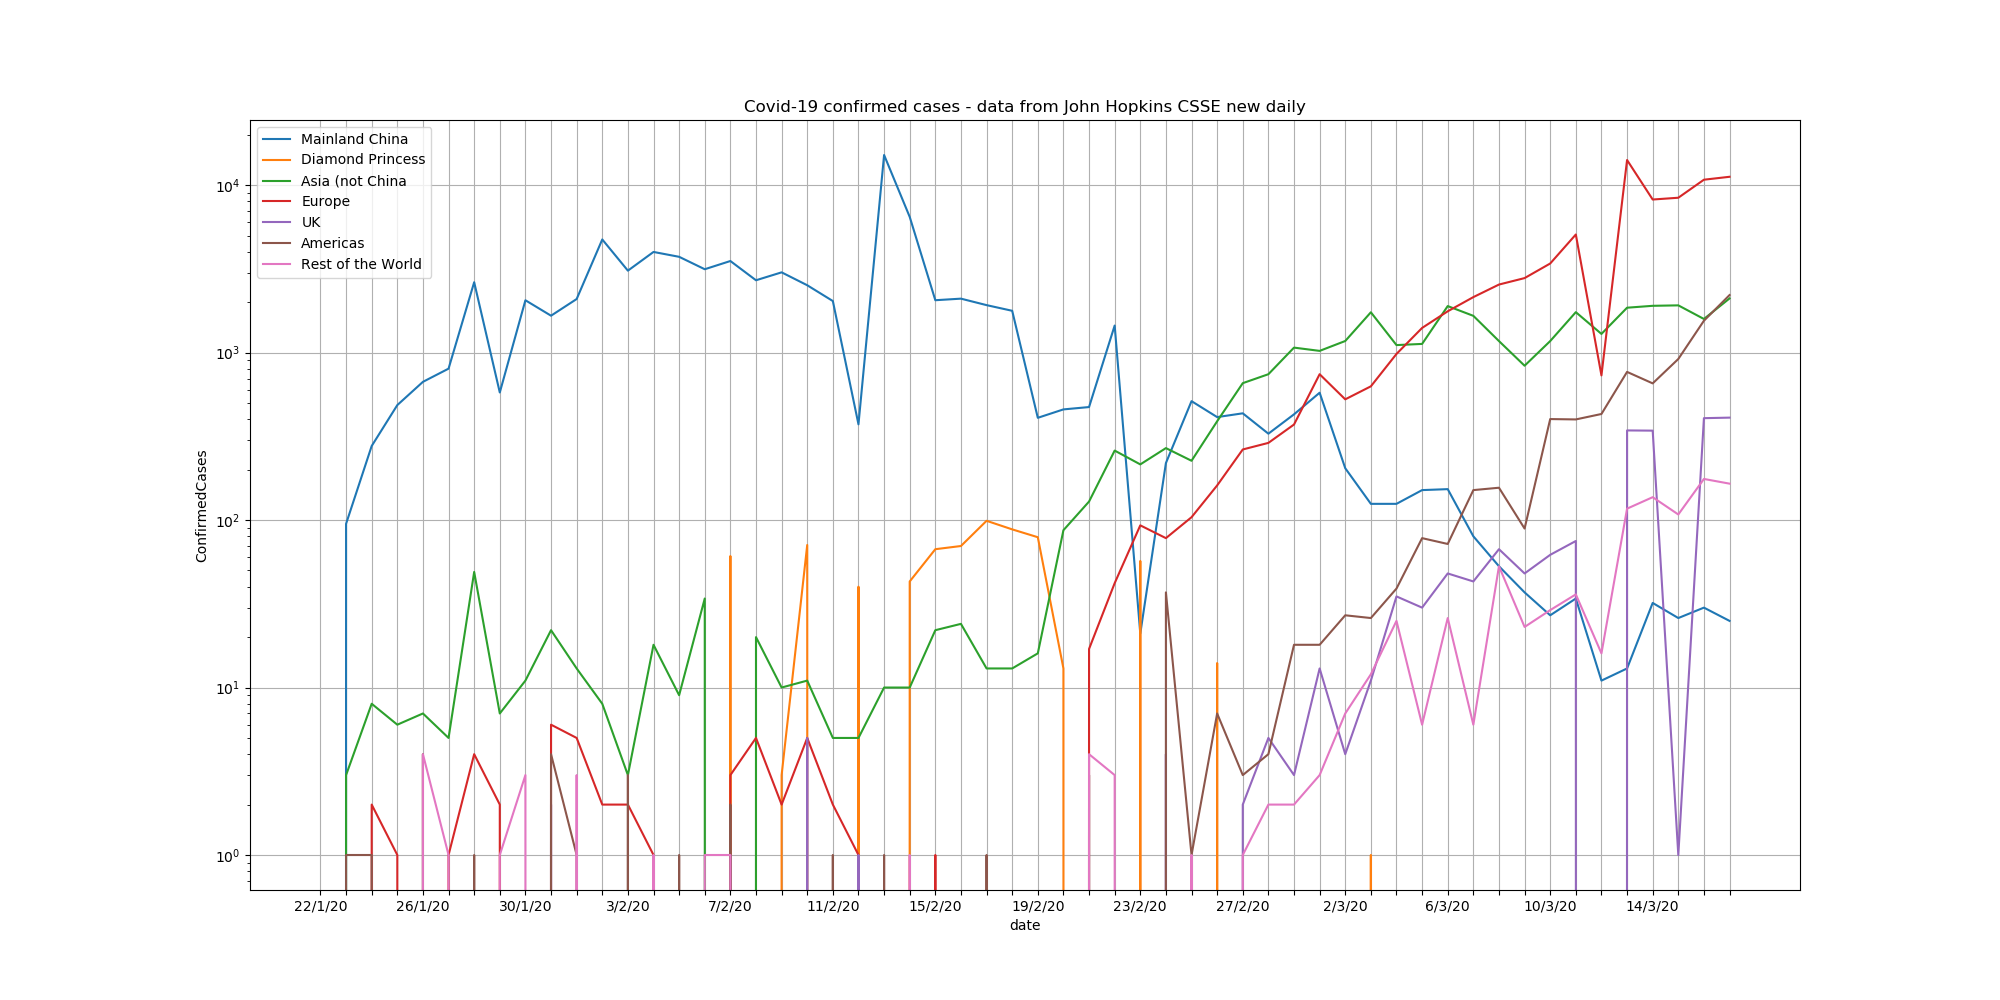 Covid-19 confirmed cases - data from John Hopkins CSSE new daily
Mainland China
Diamond Princess
Asia (not China
Europe
UK
Americas
Rest of the World
10⁴
10³
10²
10¹
10⁰
ConfirmedCases
22/1/20 26/1/20 30/1/20 3/2/20 7/2/20 11/2/20 15/2/20 19/2/20 23/2/20 27/2/20 2/3/20 6/3/20 10/3/20 14/3/20
date